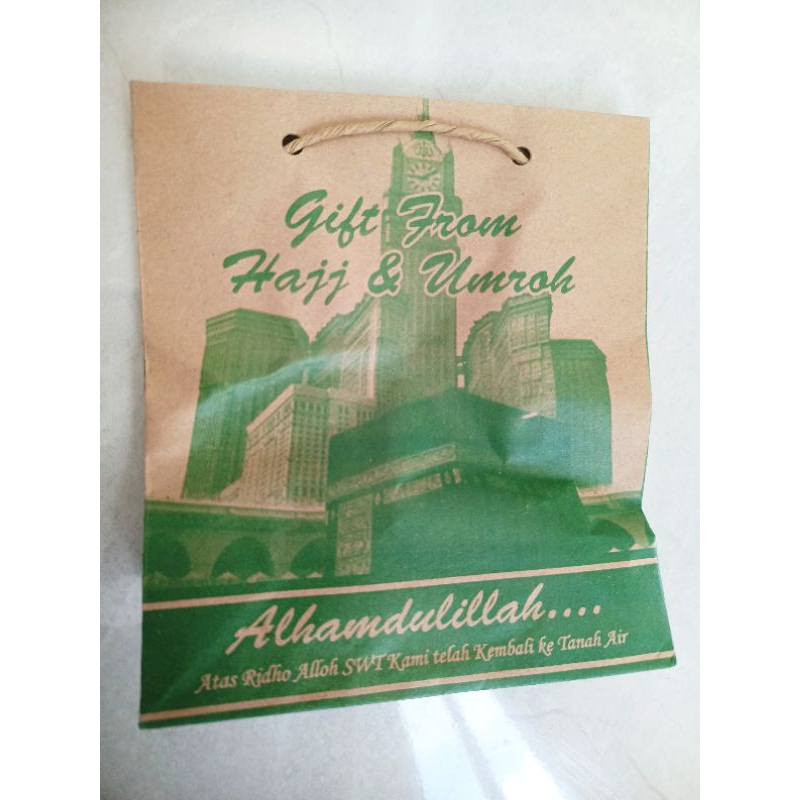 Gift From
Hajj & Umroh
Alhamdulillah....
Atas Ridho Alloh SWT Kami telah Kembali ke Tanah Air